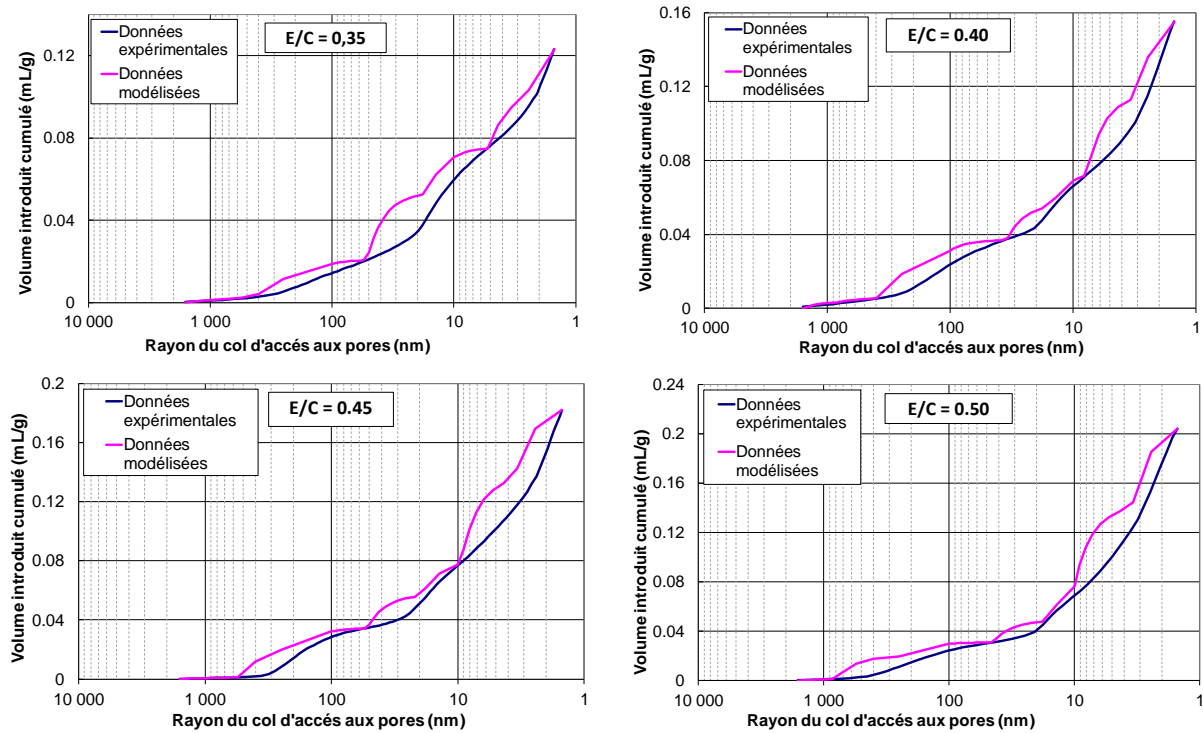 Volume introduit cumulé (mL/g)
0.12
0.08
0.04
0
Données
expérimentales
Données
modélisées
E/C = 0,35
10 000
1 000
100
10
1
Rayon du col d'accés aux pores (nm)
Volume introduit cumulé (mL/g)
0.16
0.12
0.08
0.04
0
Données
expérimentales
Données
modélisées
E/C = 0.40
10 000
1 000
100
10
1
Rayon du col d'accés aux pores (nm)
Volume introduit cumulé (mL/g)
0.2
0.16
0.12
0.08
0.04
0
Données
expérimentales
Données
modélisées
E/C = 0.45
10 000
1 000
100
10
1
Rayon du col d'accés aux pores (nm)
Volume introduit cumulé (mL/g)
0.24
0.2
0.16
0.12
0.08
0.04
0
Données
expérimentales
Données
modélisées
E/C = 0.50
10 000
1 000
100
10
1
Rayon du col d'accés aux pores (nm)